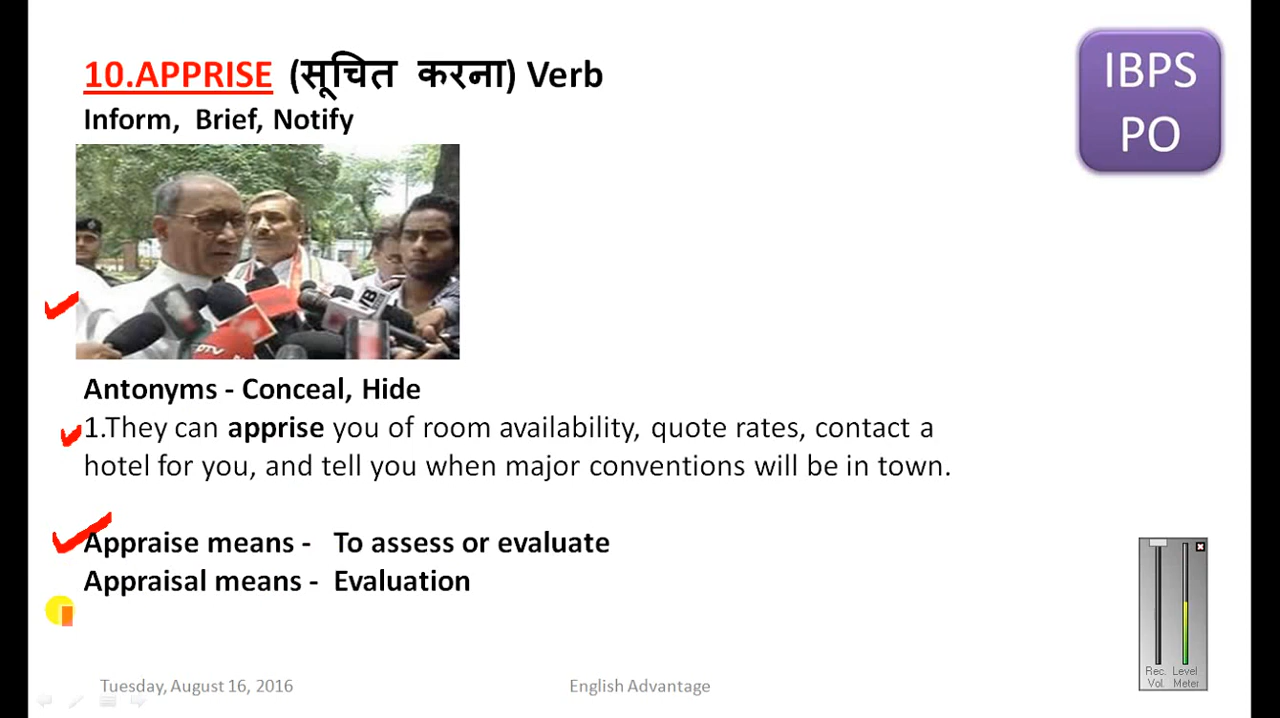 10.APPRISE (सूचित करना) Verb
IBPS
PO
Inform, Brief, Notify
Antonyms - Conceal, Hide
1.They can apprise you of room availability, quote rates, contact a
hotel for you, and tell you when major conventions will be in town.
Appraise means - To assess or evaluate
Appraisal means - Evaluation
Rec. Level
Vol. Meter
Tuesday, August 16, 2016
English Advantage